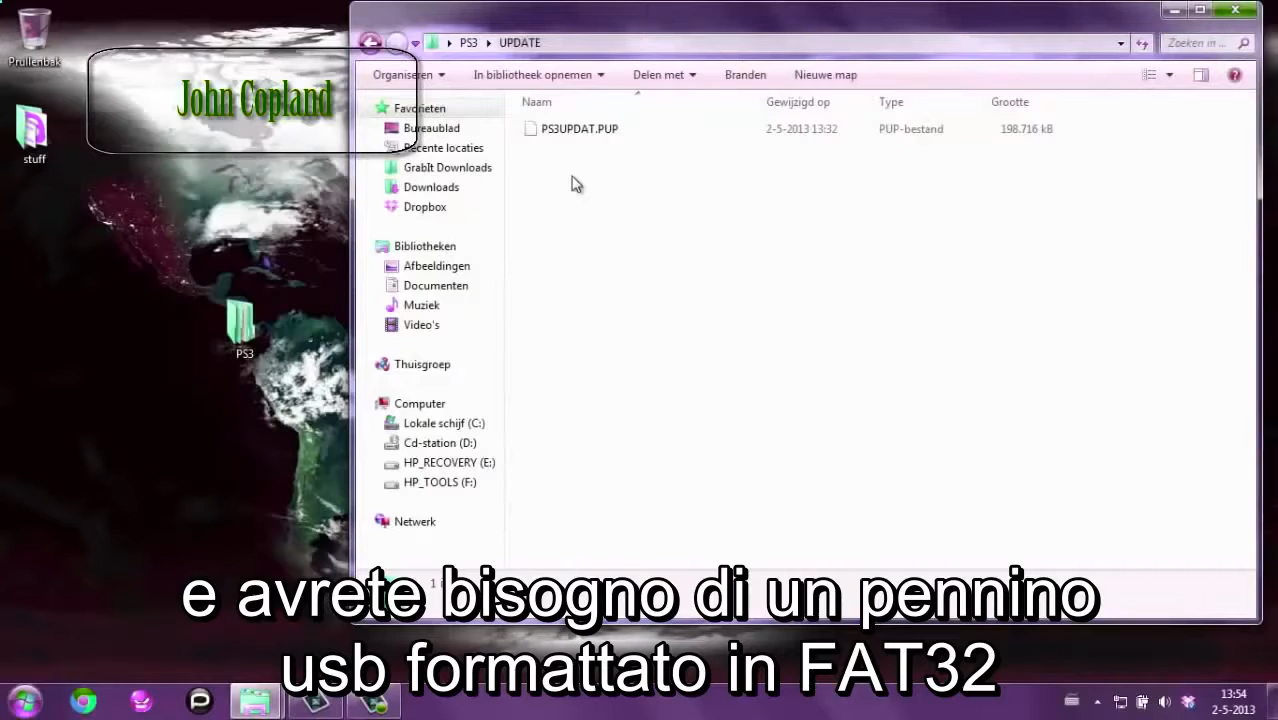 Prullenbak
stuff
PS3
John Copland
PS3 UPDATE
Zoeken in ...
Organiseren In bibliotheek opnemen Delen met Branden Nieuwe map
Naam Gewijzigd op Type Grootte
PS3UPDAT.PUP 2-5-2013 13:32 PUP-bestand 198.716 kB
Favorieten
Bureaublad
Recente locaties
GrabIt Downloads
Downloads
Dropbox
Bibliotheken
Afbeeldingen
Documenten
Muziek
Video's
Thuisgroep
Computer
Lokale schijf (C:)
Cd-station (D:)
HP_RECOVERY (E:)
HP_TOOLS (F:)
Netwerk
e avrete bisogno di un pennino
usb formattato in FAT32
13:54
2-5-2013